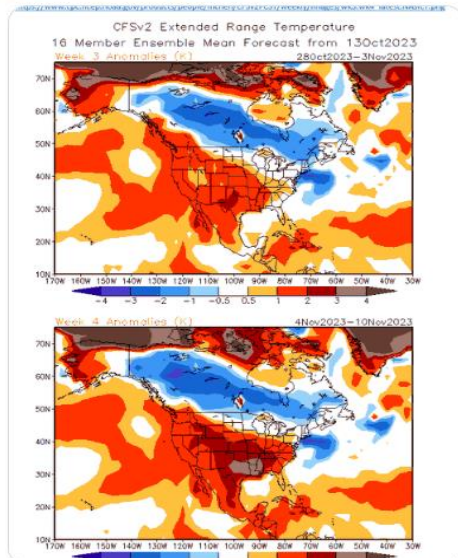 CFSv2 Extended Range Temperature
16 Member Ensemble Mean Forecast from 13Oct2023
Week 3 Anomalies (K) 28Oct2023-3Nov2023
70N
60N
50N
40N
30N
20N
10N
170W 160W 150W 140W 130W 120W 110W 100W 90W 80W 70W 60W 50W 40W 30W
-4 -3 -2 -1 -0.5 0.5 1 2 3 4
Week 4 Anomalies (K) 4Nov2023-10Nov2023
70N
60N
50N
40N
30N
20N
10N
170W 160W 150W 140W 130W 120W 110W 100W 90W 80W 70W 60W 50W 40W 30W